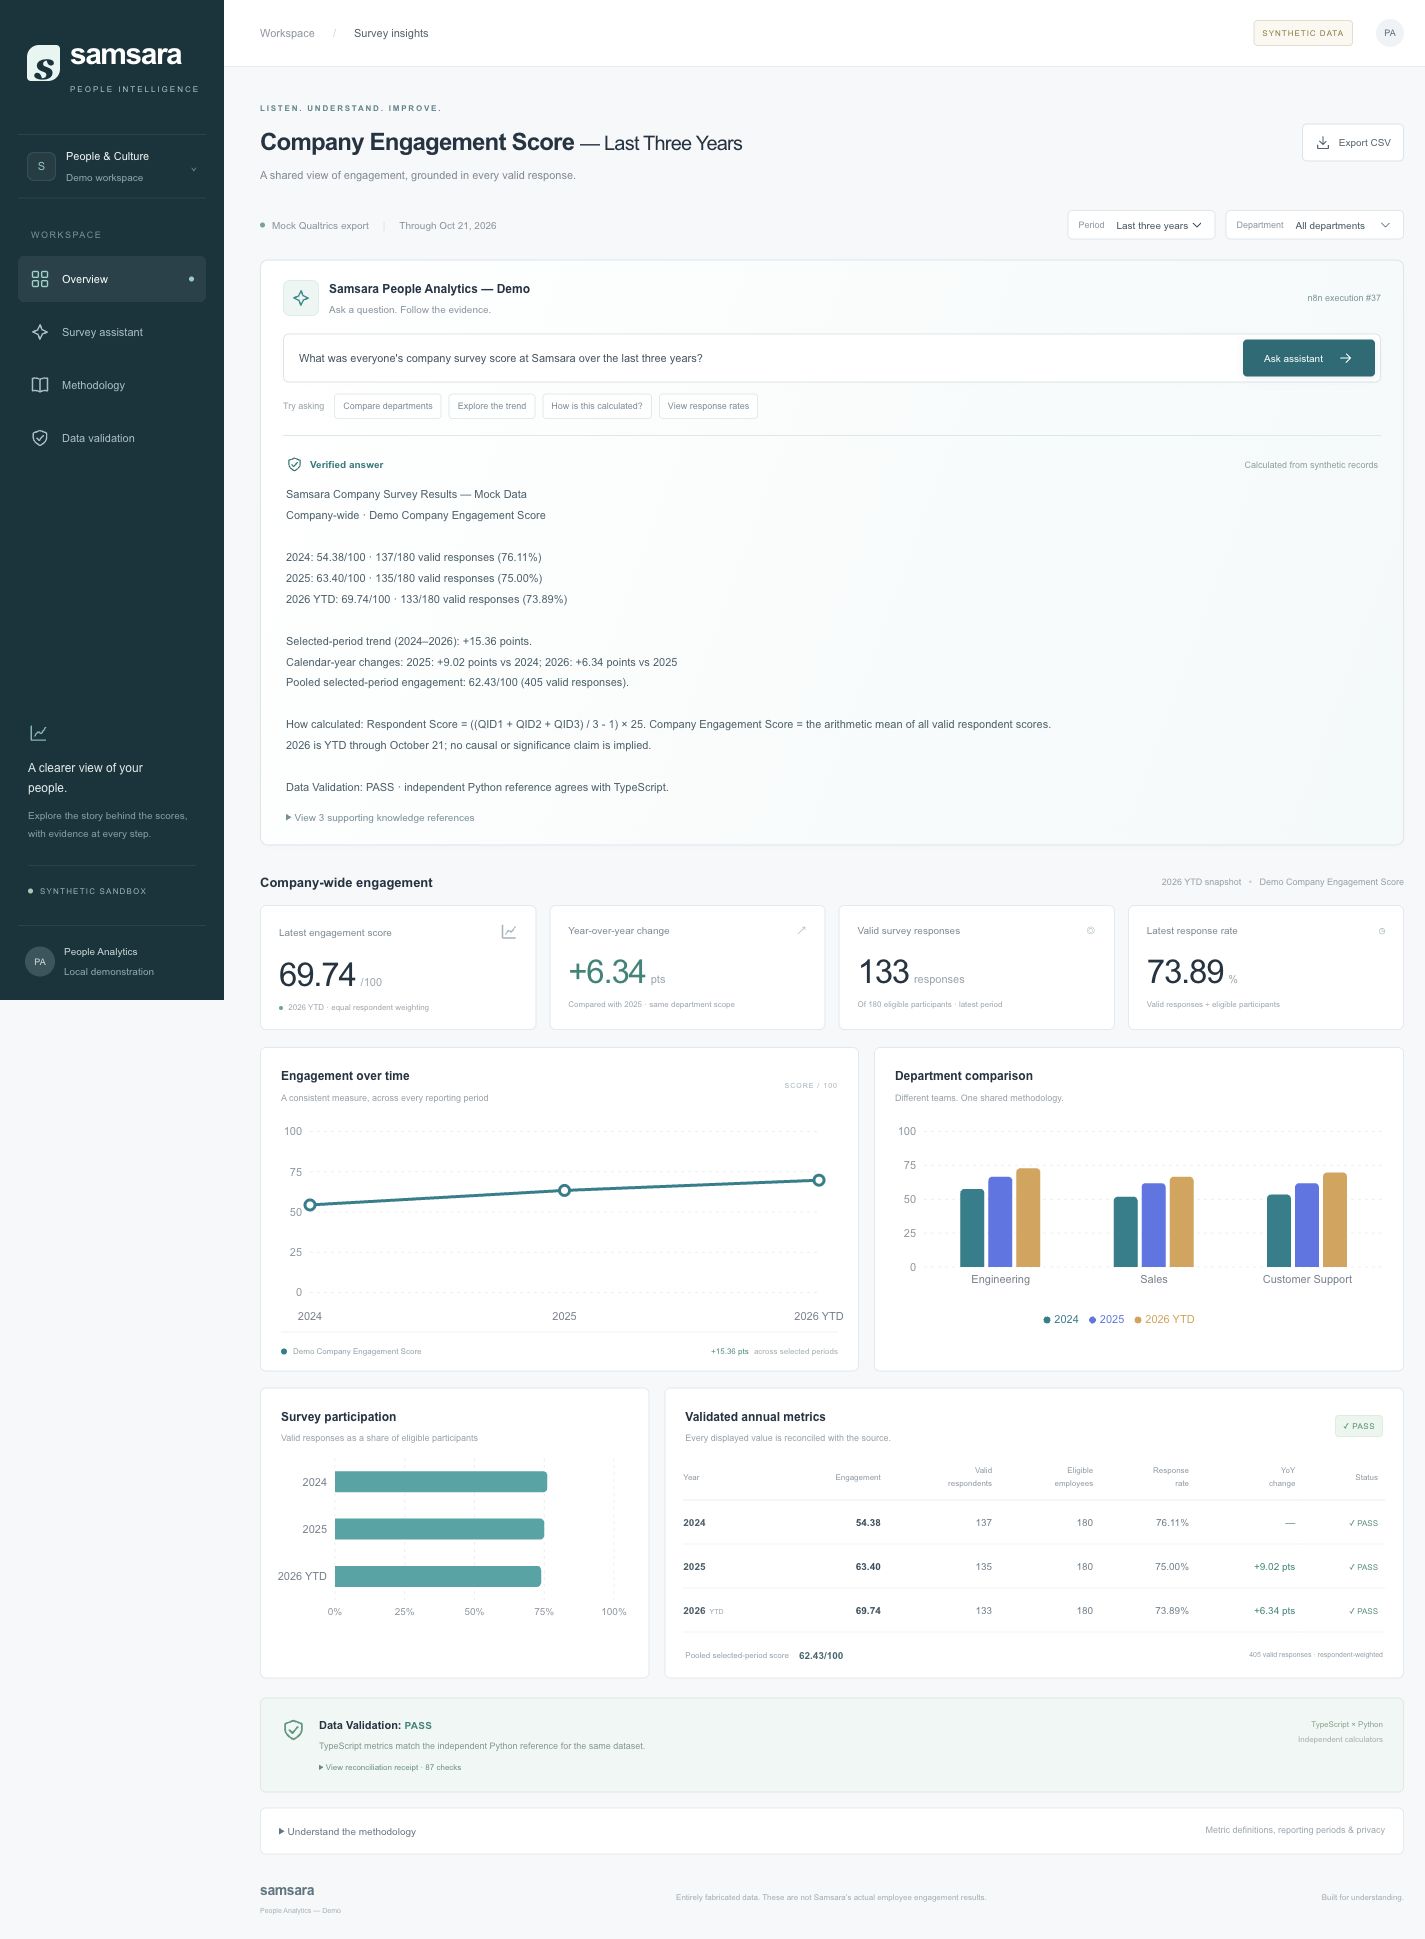 samsara
PEOPLE INTELLIGENCE
S
People & Culture
Demo workspace
WORKSPACE
Overview
Survey assistant
Methodology
Data validation
A clearer view of your
people.
Explore the story behind the scores,
with evidence at every step.
SYNTHETIC SANDBOX
PA
People Analytics
Local demonstration
Workspace / Survey insights
SYNTHETIC DATA
PA
LISTEN. UNDERSTAND. IMPROVE.
Company Engagement Score — Last Three Years
A shared view of engagement, grounded in every valid response.
Export CSV
Mock Qualtrics export | Through Oct 21, 2026
Period Last three years
Department All departments
Samsara People Analytics — Demo
Ask a question. Follow the evidence.
n8n execution #37
What was everyone's company survey score at Samsara over the last three years?
Ask assistant
Try asking Compare departments Explore the trend How is this calculated? View response rates
Verified answer
Calculated from synthetic records
Samsara Company Survey Results — Mock Data
Company-wide · Demo Company Engagement Score
2024: 54.38/100 · 137/180 valid responses (76.11%)
2025: 63.40/100 · 135/180 valid responses (75.00%)
2026 YTD: 69.74/100 · 133/180 valid responses (73.89%)
Selected-period trend (2024–2026): +15.36 points.
Calendar-year changes: 2025: +9.02 points vs 2024; 2026: +6.34 points vs 2025
Pooled selected-period engagement: 62.43/100 (405 valid responses).
How calculated: Respondent Score = ((QID1 + QID2 + QID3) / 3 - 1) × 25. Company Engagement Score = the arithmetic mean of all valid respondent scores.
2026 is YTD through October 21; no causal or significance claim is implied.
Data Validation: PASS · independent Python reference agrees with TypeScript.
View 3 supporting knowledge references
Company-wide engagement
2026 YTD snapshot • Demo Company Engagement Score
Latest engagement score
69.74 /100
2026 YTD · equal respondent weighting
Year-over-year change
+6.34 pts
Compared with 2025 · same department scope
Valid survey responses
133 responses
Of 180 eligible participants · latest period
Latest response rate
73.89 %
Valid responses ÷ eligible participants
Engagement over time
A consistent measure, across every reporting period
SCORE / 100
100
75
50
25
0
2024 2025 2026 YTD
Demo Company Engagement Score
+15.36 pts across selected periods
Department comparison
Different teams. One shared methodology.
100
75
50
25
0
Engineering Sales Customer Support
2024 2025 2026 YTD
Survey participation
Valid responses as a share of eligible participants
2024
2025
2026 YTD
0% 25% 50% 75% 100%
Validated annual metrics
Every displayed value is reconciled with the source.
✓ PASS
Year Engagement Valid respondents Eligible employees Response rate YoY change Status
2024 54.38 137 180 76.11% — ✓ PASS
2025 63.40 135 180 75.00% +9.02 pts ✓ PASS
2026 YTD 69.74 133 180 73.89% +6.34 pts ✓ PASS
Pooled selected-period score 62.43/100
405 valid responses · respondent-weighted
Data Validation: PASS
TypeScript metrics match the independent Python reference for the same dataset.
View reconciliation receipt · 87 checks
TypeScript × Python
Independent calculators
Understand the methodology
Metric definitions, reporting periods & privacy
samsara
People Analytics — Demo
Entirely fabricated data. These are not Samsara's actual employee engagement results.
Built for understanding.